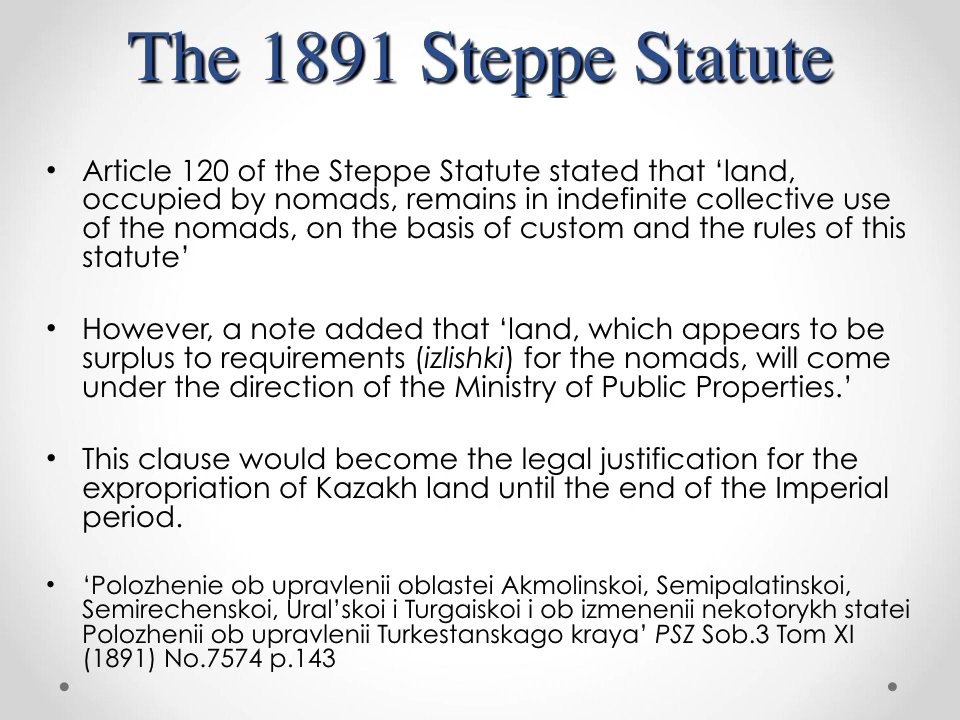 The 1891 Steppe Statute
• Article 120 of the Steppe Statute stated that ‘land,
occupied by nomads, remains in indefinite collective use
of the nomads, on the basis of custom and the rules of this
statute’
• However, a note added that ‘land, which appears to be
surplus to requirements (izlishki) for the nomads, will come
under the direction of the Ministry of Public Properties.’
• This clause would become the legal justification for the
expropriation of Kazakh land until the end of the Imperial
period.
• ‘Polozhenie ob upravlenii oblastei Akmolinskoi, Semipalatinskoi,
Semirechenskoi, Ural’skoi i Turgaiskoi i ob izmenenii nekotorykh statei
Polozhenii ob upravlenii Turkestanskago kraya’ PSZ Sob.3 Tom XI
(1891) No.7574 p.143